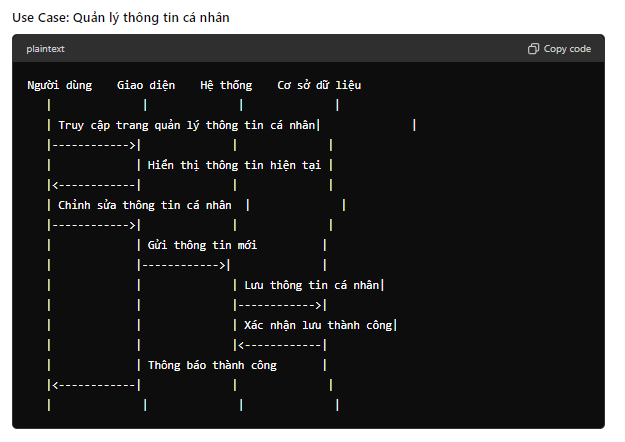 Use Case: Quản lý thông tin cá nhân
plaintext
Copy code
Người dùng    Giao diện    Hệ thống    Cơ sở dữ liệu
   |              |              |              |
   | Truy cập trang quản lý thông tin cá nhân|              |
   |------------>|              |              |
   |             | Hiển thị thông tin hiện tại |
   |<------------|              |              |
   | Chỉnh sửa thông tin cá nhân  |              |
   |------------>|              |              |
   |             | Gửi thông tin mới          |
   |             |------------>|              |
   |             |              | Lưu thông tin cá nhân|
   |             |              |------------>|
   |             |              | Xác nhận lưu thành công|
   |             |              |<------------|
   |             | Thông báo thành công       |
   |<------------|              |              |
   |              |              |              |